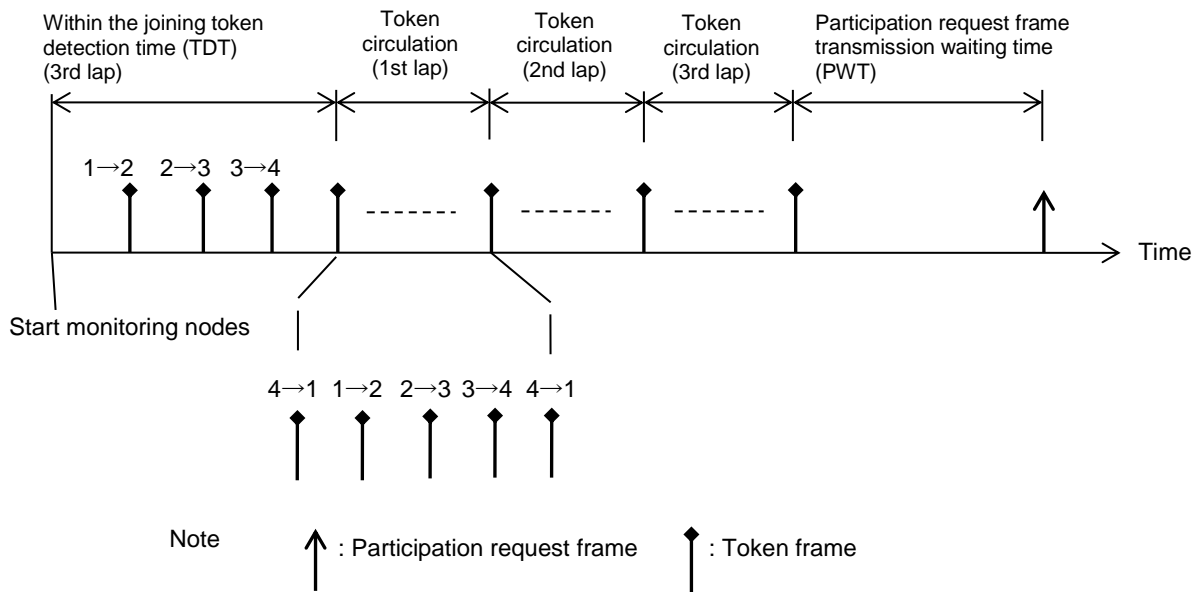 Within the joining token
detection time (TDT)
(3rd lap)
Token
circulation
(1st lap)
Token
circulation
(2nd lap)
Token
circulation
(3rd lap)
Participation request frame
transmission waiting time
(PWT)
1→2 2→3 3→4
Time
Start monitoring nodes
4→1 1→2 2→3 3→4 4→1
Note
: Participation request frame
: Token frame